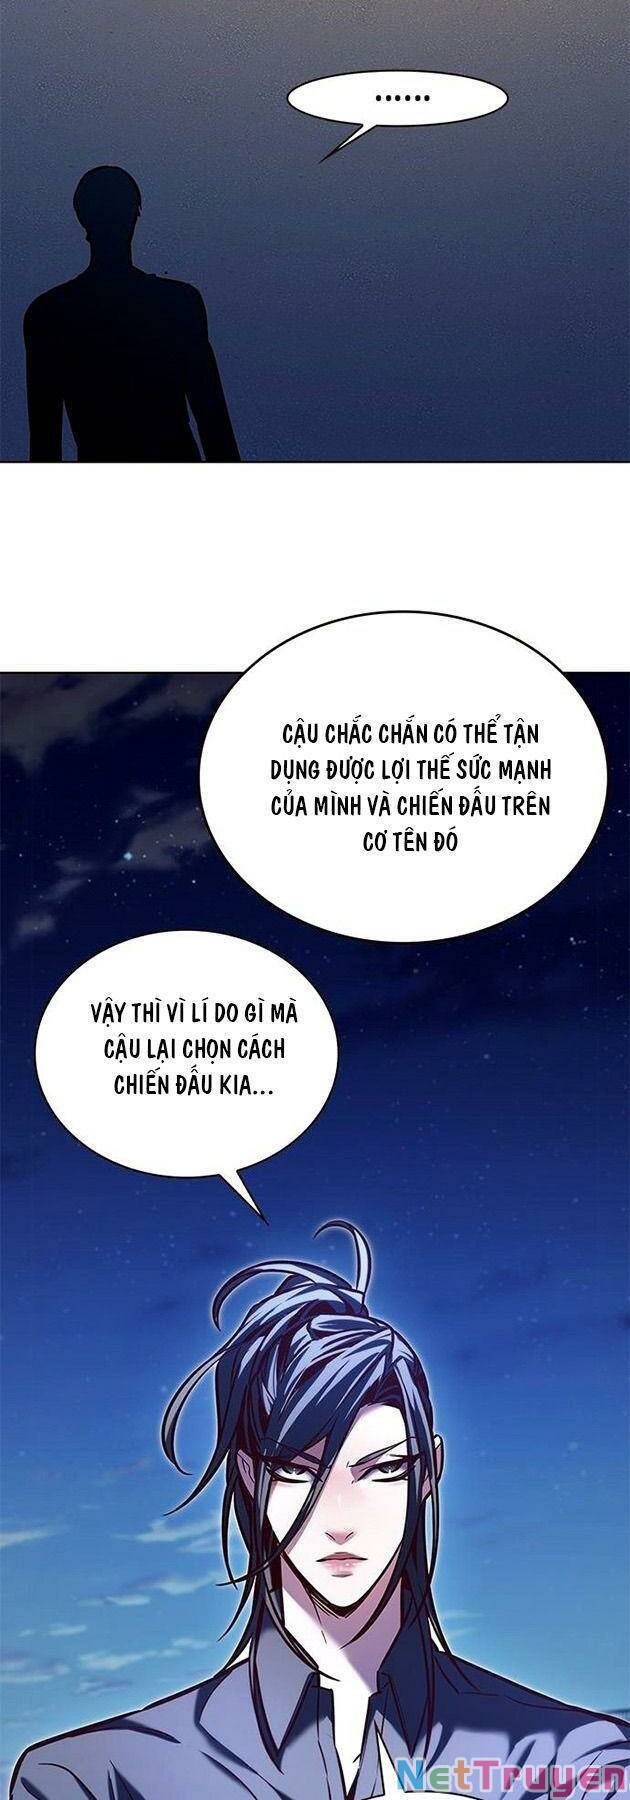 ......
CẬU CHẮC CHẮN CÓ THỂ TẬN
DỤNG ĐƯỢC LỢI THẾ SỨC MẠNH
CỦA MÌNH VÀ CHIẾN ĐẤU TRÊN
CƠ TÊN ĐÓ
VẬY THÌ VÌ LÍ DO GÌ MÀ
CẬU LẠI CHỌN CÁCH
CHIẾN ĐẤU KIA...
NetTruyen